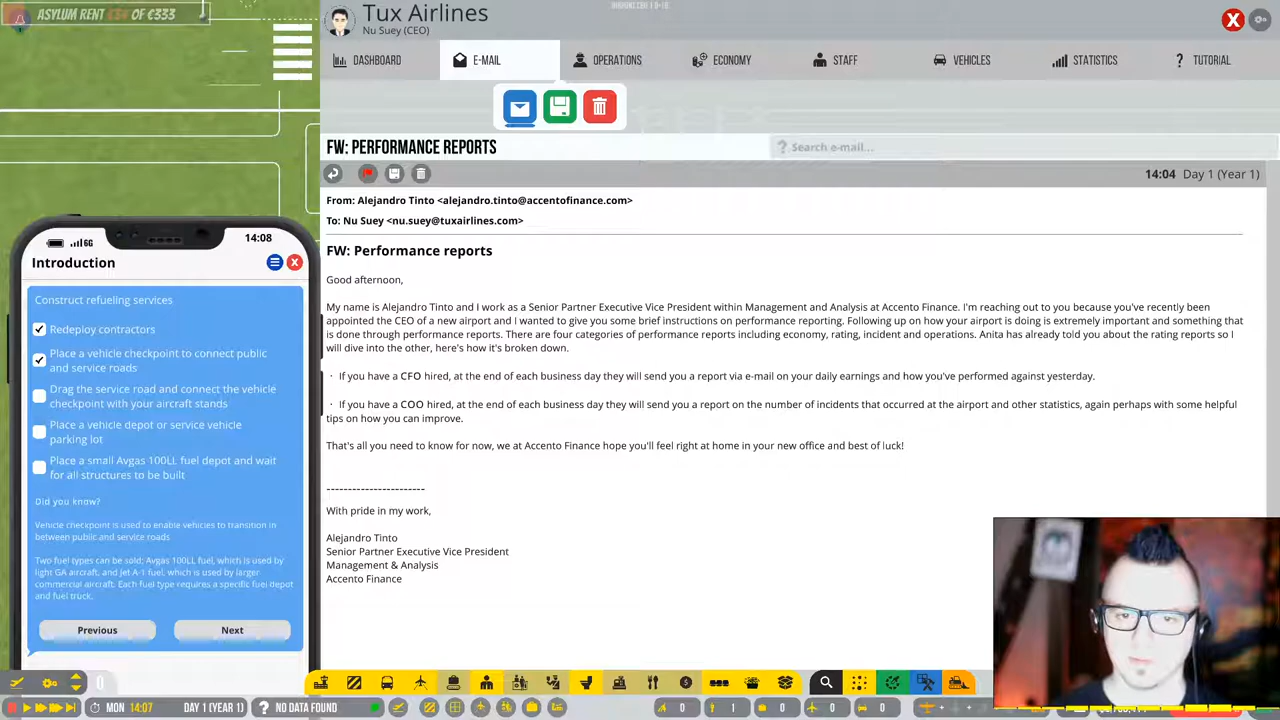 ASYLUM RENT €34 OF €333
Tux Airlines
Nu Suey (CEO)
DASHBOARD
E-MAIL
OPERATIONS
ECONOMY
STAFF
VEHICLES
STATISTICS
? TUTORIAL
FW: PERFORMANCE REPORTS
? Search e-mail...
14:04 Day 1 (Year 1)
From: Alejandro Tinto <alejandro.tinto@accentofinance.com>
To: Nu Suey <nu.suey@tuxairlines.com>
FW: Performance reports
Good afternoon,
My name is Alejandro Tinto and I work as a Senior Partner Executive Vice President within Management and Analysis at Accento Finance. I'm reaching out to you because you've recently been
appointed the CEO of a new airport and I wanted to give you some brief instructions on performance reporting. Following up on how your airport is doing is extremely important and something that
is done through performance reports. There are four categories of performance reports including economy, rating, incident and operations. Anita has already told you about the rating reports so I
will dive into the other, here's how it's broken down.
· If you have a CFO hired, at the end of each business day they will send you a report via e-mail on your daily earnings and how you've performed against yesterday.
· If you have a COO hired, at the end of each business day they will send you a report on the number of incidents that occurred at the airport and other statistics, again perhaps with some helpful
tips on how you can improve.
That's all you need to know for now, we at Accento Finance hope you'll feel right at home in your new office and best of luck!
------------------------
With pride in my work,
Alejandro Tinto
Senior Partner Executive Vice President
Management & Analysis
Accento Finance
6G
14:08
Introduction
Construct refueling services
Redeploy contractors
Place a vehicle checkpoint to connect public
and service roads
Drag the service road and connect the vehicle
checkpoint with your aircraft stands
Place a vehicle depot or service vehicle
parking lot
Place a small Avgas 100LL fuel depot and wait
for all structures to be built
Did you know?
Vehicle checkpoint is used to enable vehicles to transition in
between public and service roads
Two fuel types can be sold; Avgas 100LL fuel, which is used by
light GA aircraft, and Jet A-1 fuel, which is used by larger
commercial aircraft. Each fuel type requires a specific fuel depot
and fuel truck.
Previous
Next
0
MON 14:07
DAY 1 (YEAR 1)
? NO DATA FOUND
0
1
0
0
0